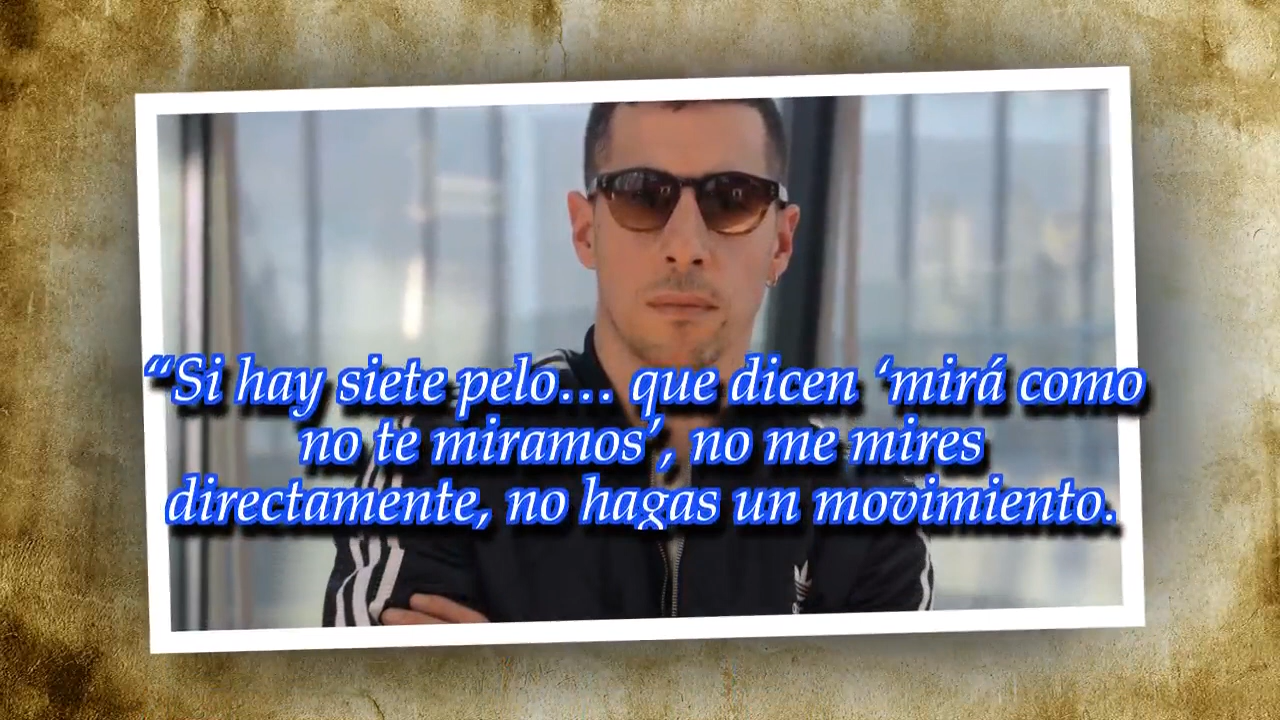 “Si hay siete pelo… que dicen ‘mirá como
no te miramos’, no me mires
directamente, no hagas un movimiento.